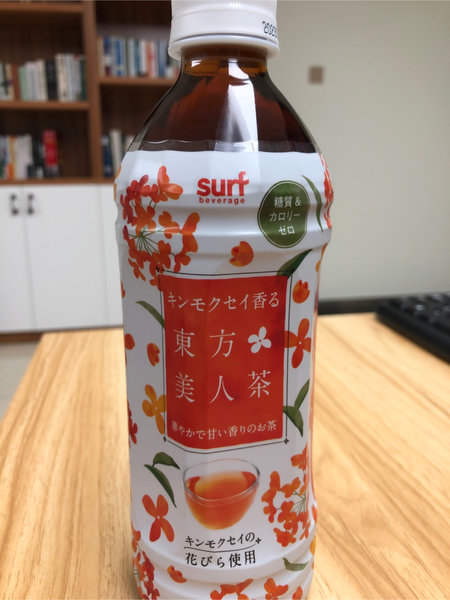 surf
beverage
糖質&
カロリー
ゼロ
キンモクセイ香る
東方
美人茶
華やかで甘い香りのお茶
キンモクセイの
花びら使用